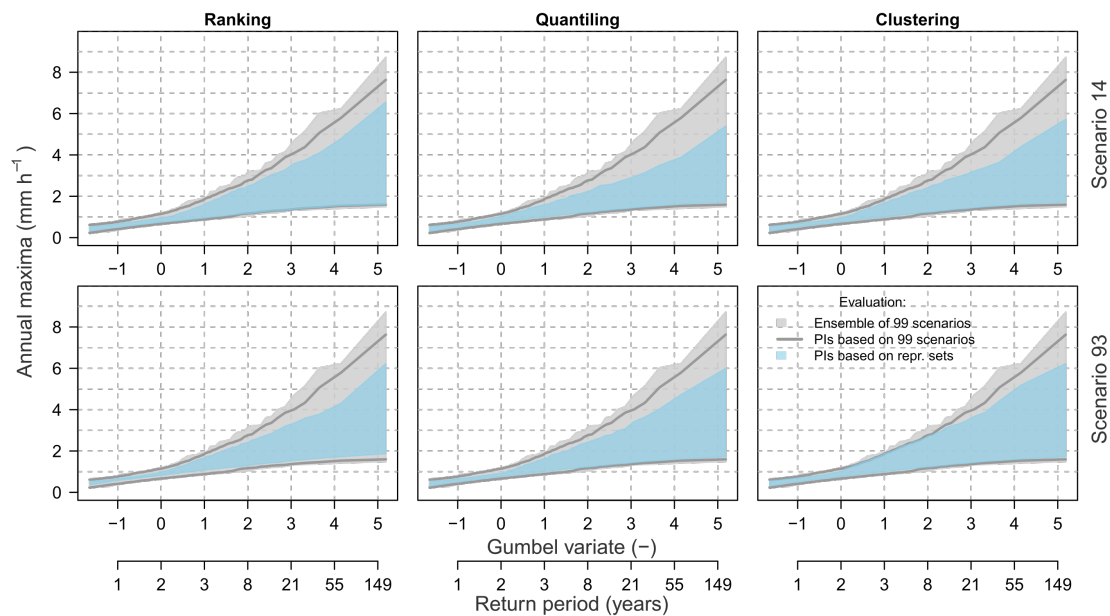 Ranking Quantiling Clustering
8
6
4
2
0
Scenario 14
−1 0 1 2 3 4 5 −1 0 1 2 3 4 5 −1 0 1 2 3 4 5
Annual maxima (mm h⁻¹ )
8
6
4
2
0
Evaluation:
Ensemble of 99 scenarios
PIs based on 99 scenarios
PIs based on repr. sets
Scenario 93
−1 0 1 2 3 4 5 −1 0 1 2 3 4 5 −1 0 1 2 3 4 5
Gumbel variate (−)
1 2 3 8 21 55 149 1 2 3 8 21 55 149 1 2 3 8 21 55 149
Return period (years)